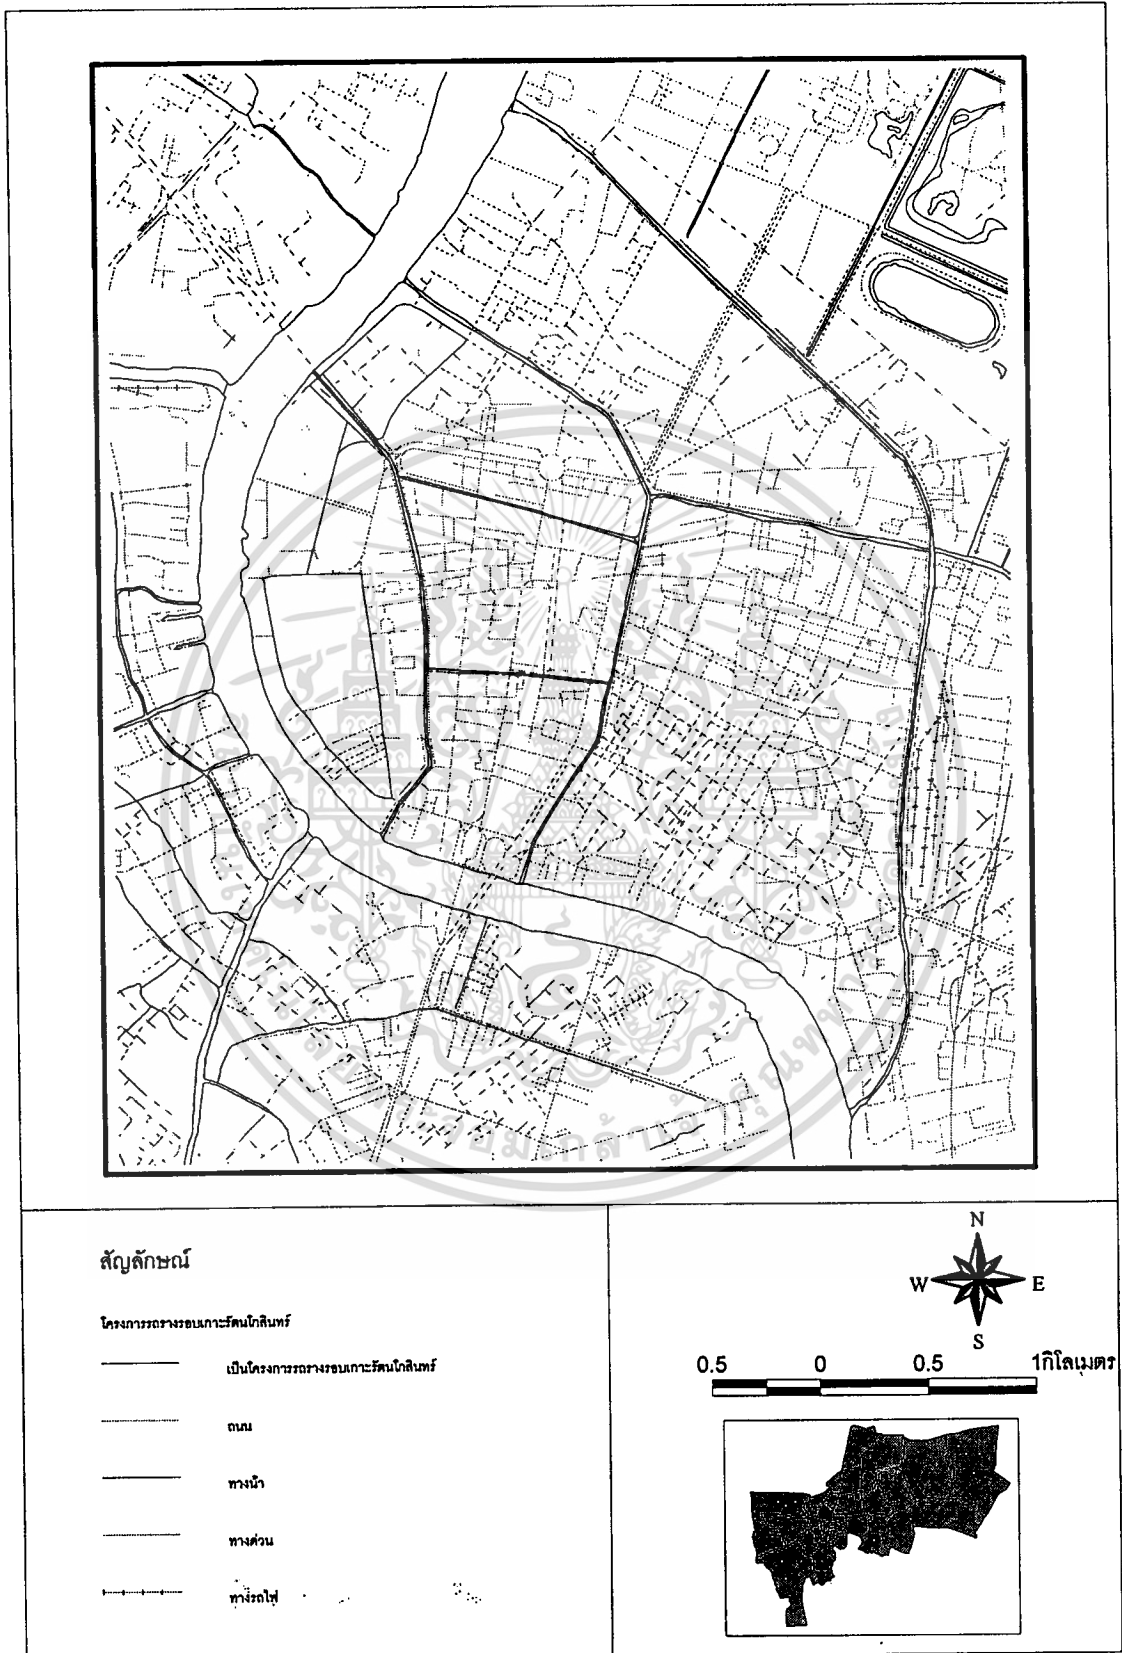 สัญลักษณ์
โครงการรถรางรอบเกาะรัตนโกสินทร์
เป็นโครงการรถรางรอบเกาะรัตนโกสินทร์
ถนน
ทางน้ำ
ทางด่วน
ทางรถไฟ
N
W E
S
0.5 0 0.5 1กิโลเมตร